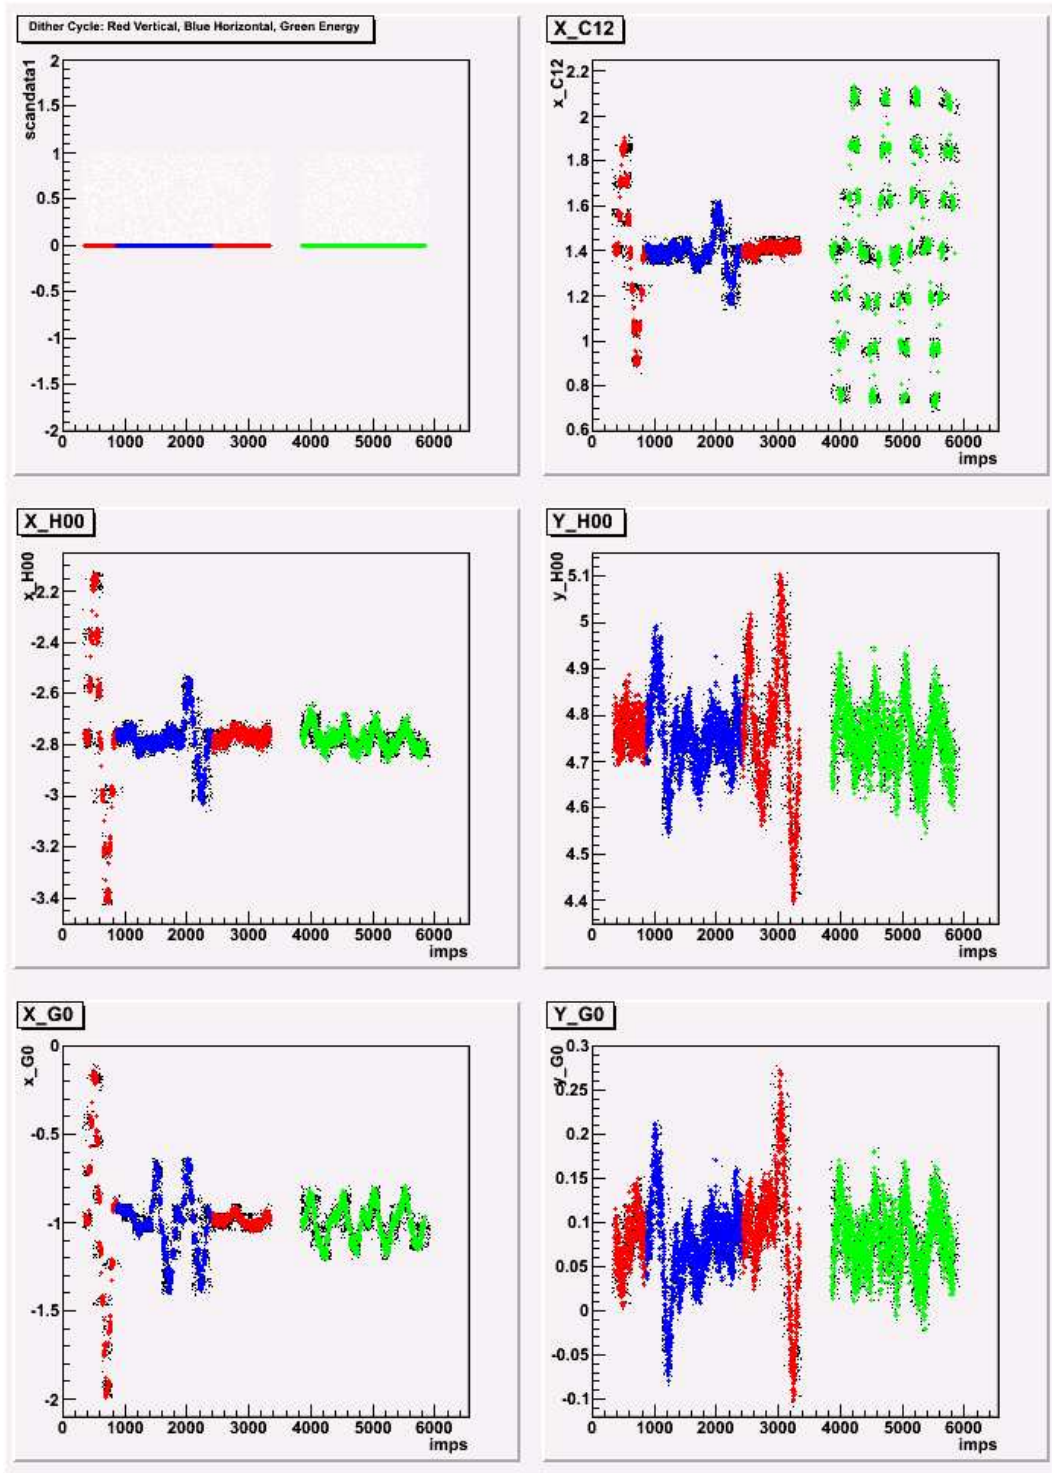 Dither Cycle: Red Vertical, Blue Horizontal, Green Energy
scandata1
2
1.5
1
0.5
0
-0.5
-1
-1.5
-2
0 1000 2000 3000 4000 5000 6000
X_C12
x_C12
2.2
2
1.8
1.6
1.4
1.2
1
0.8
0.6
0 1000 2000 3000 4000 5000 6000
imps
X_H00
x_H00
-2.2
-2.4
-2.6
-2.8
-3
-3.2
-3.4
0 1000 2000 3000 4000 5000 6000
imps
Y_H00
y_H00
5.1
5
4.9
4.8
4.7
4.6
4.5
4.4
0 1000 2000 3000 4000 5000 6000
imps
X_G0
x_G0
0
-0.5
-1
-1.5
-2
0 1000 2000 3000 4000 5000 6000
imps
Y_G0
y_G0
0.3
0.25
0.2
0.15
0.1
0.05
0
-0.05
-0.1
0 1000 2000 3000 4000 5000 6000
imps